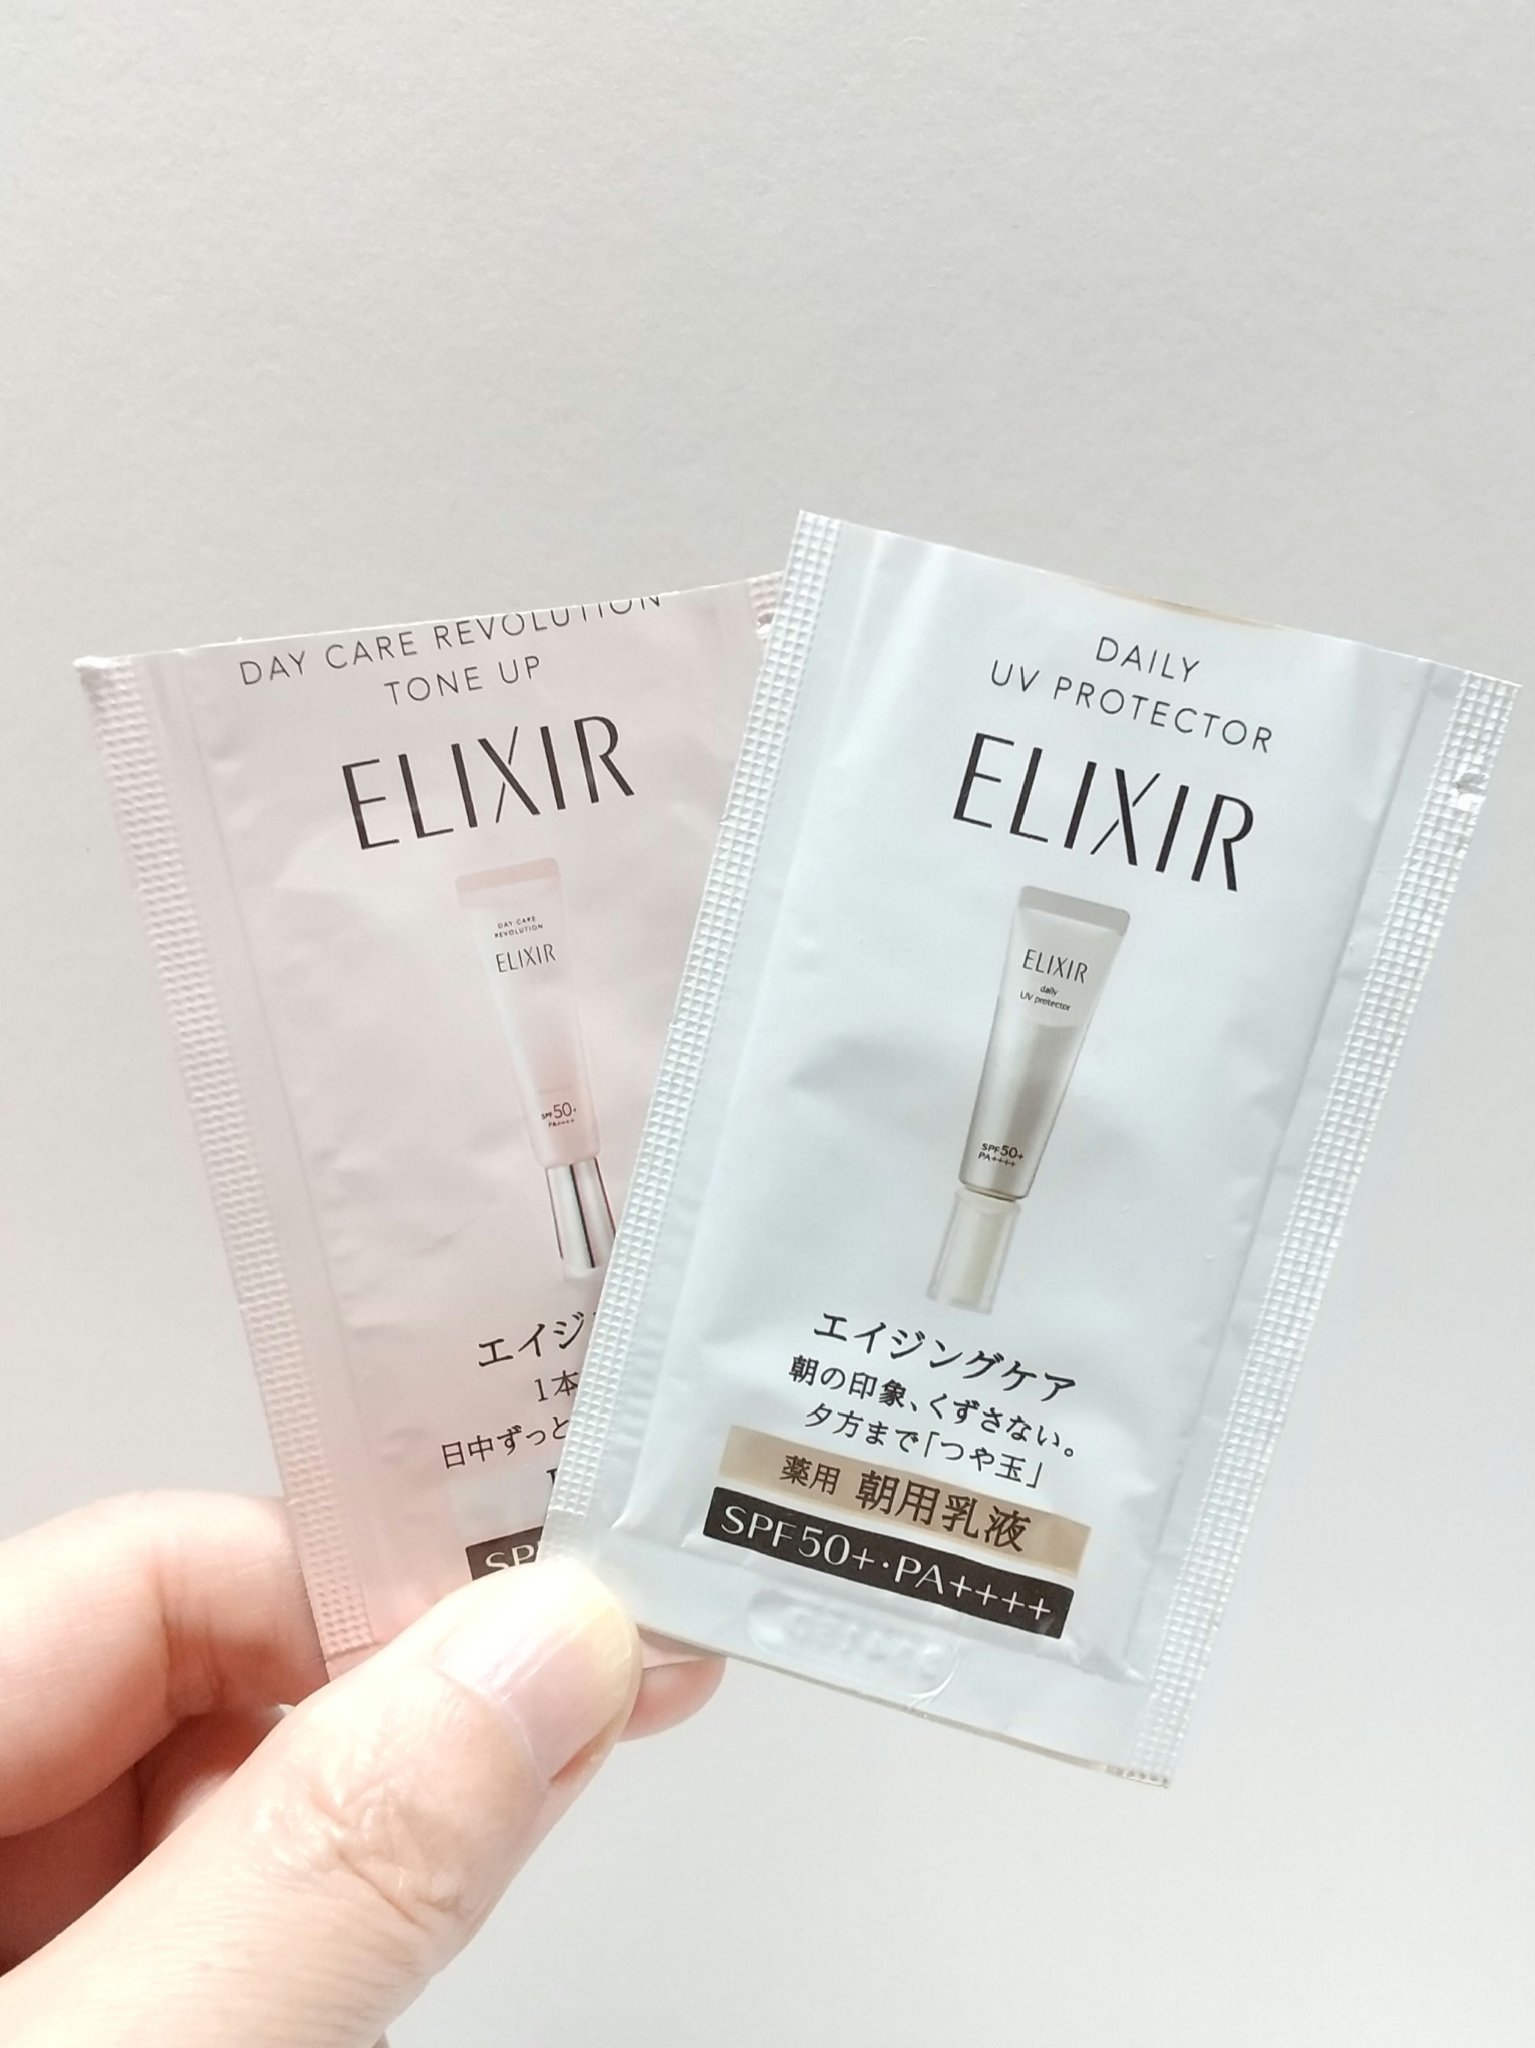 DAY CARE REVOLUTION
TONE UP
ELIXIR
DAY CARE
REVOLUTION
ELIXIR
SPF50+
PA++++
エイジ
1本
日中ずっと
SP
DAILY
UV PROTECTOR
ELIXIR
ELIXIR
daily
UV protector
SPF50+
PA++++
エイジングケア
朝の印象、くずさない。
夕方まで「つや玉」
薬用 朝用乳液
SPF50+・PA++++